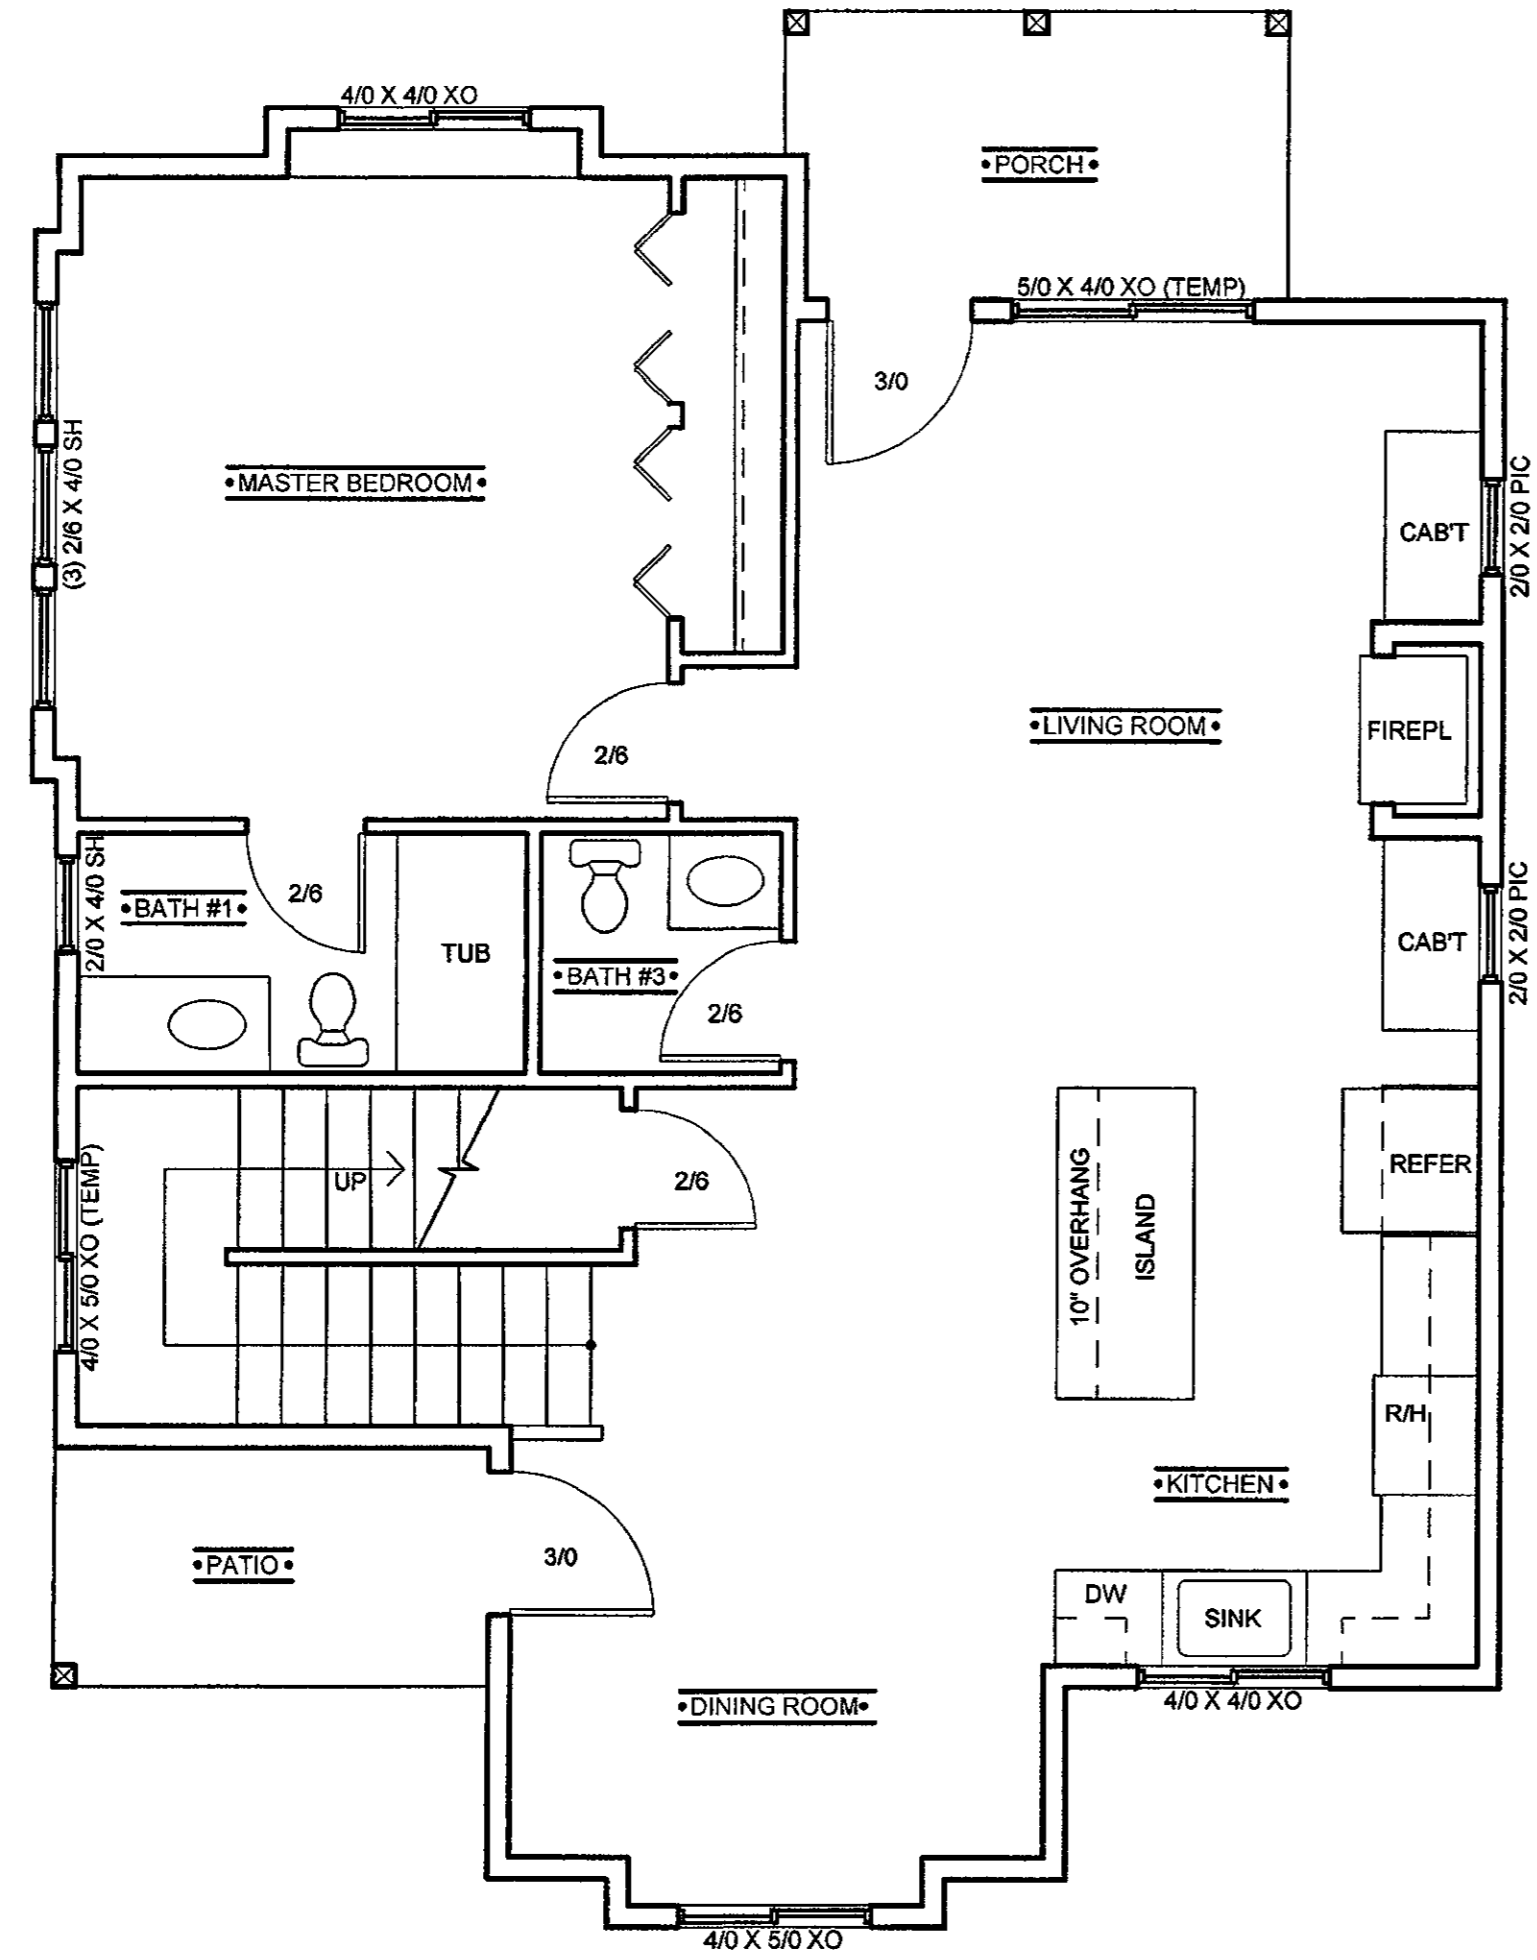 4/0 X 4/0 XO
•PORCH•
5/0 X 4/0 XO (TEMP)
3/0
(3) 2/6 X 4/0 SH
•MASTER BEDROOM•
CAB'T
2/0 X 2/0 PIC
•LIVING ROOM•
FIREPL
2/6
2/0 X 4/0 SH
•BATH #1•
2/6
TUB
•BATH #3•
2/6
CAB'T
2/0 X 2/0 PIC
4/0 X 5/0 XO (TEMP)
UP
2/6
10" OVERHANG
ISLAND
REFER
R/H
•KITCHEN•
•PATIO•
3/0
DW
SINK
•DINING ROOM•
4/0 X 4/0 XO
4/0 X 5/0 XO